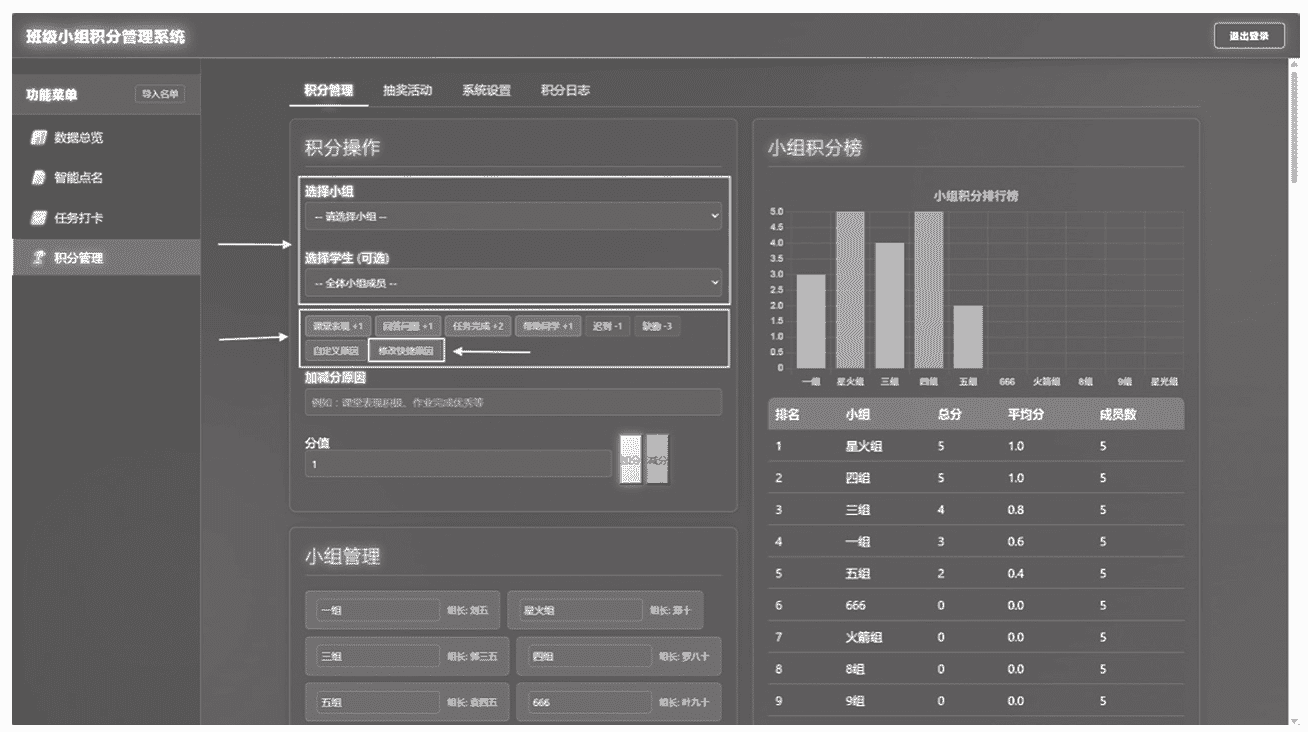 班级小组积分管理系统
退出登录
功能菜单
导入名单
数据总览
智能点名
任务打卡
积分管理
积分管理 抽奖活动 系统设置 积分日志
积分操作
选择小组
-- 请选择小组 --
选择学生 (可选)
-- 全体小组成员 --
课堂表现 +1 回答问题 +1 任务完成 +2 帮助同学 +1 迟到 -1 缺勤 -3
自定义原因 修改快捷原因
加减分原因
例如：课堂表现积极、作业完成优秀等
分值
1
加分 减分
小组管理
一组 组长: 刘五 星火组 组长: 郑十
三组 组长: 郭三五 四组 组长: 罗八十
五组 组长: 袁四五 666 组长: 叶九十
小组积分榜
小组积分排行榜
5.0
4.5
4.0
3.5
3.0
2.5
2.0
1.5
1.0
0.5
0
一组 星火组 三组 四组 五组 666 火箭组 8组 9组 星光组
排名 小组 总分 平均分 成员数
1 星火组 5 1.0 5
2 四组 5 1.0 5
3 三组 4 0.8 5
4 一组 3 0.6 5
5 五组 2 0.4 5
6 666 0 0.0 5
7 火箭组 0 0.0 5
8 8组 0 0.0 5
9 9组 0 0.0 5